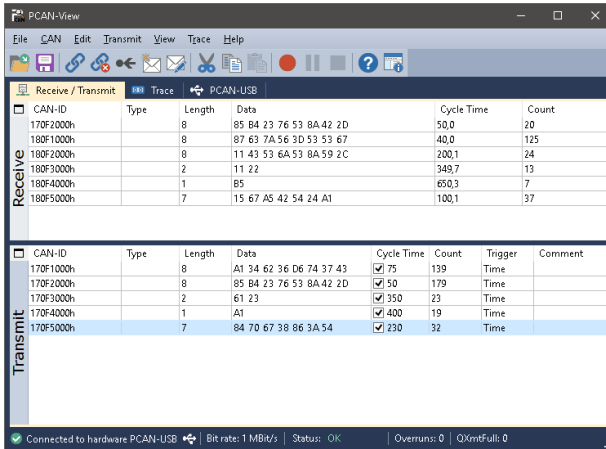 PCAN-View
File CAN Edit Transmit View Trace Help
Receive / Transmit Trace PCAN-USB
CAN-ID Type Length Data Cycle Time Count
170F2000h 8 85 B4 23 76 53 8A 42 2D 50,0 20
180F1000h 8 87 63 7A 56 3D 53 53 67 40,0 125
180F2000h 8 11 43 53 6A 53 8A 59 2C 200,1 24
180F3000h 2 11 22 349,7 13
180F4000h 1 B5 650,3 7
180F5000h 7 15 67 A5 42 54 24 A1 100,1 37
Receive
CAN-ID Type Length Data Cycle Time Count Trigger Comment
170F1000h 8 A1 34 62 36 D6 74 37 43 75 139 Time
170F2000h 8 85 B4 23 76 53 8A 42 2D 50 179 Time
170F3000h 2 61 23 350 23 Time
170F4000h 1 A1 400 19 Time
170F5000h 7 84 70 67 38 86 3A 54 230 32 Time
Transmit
Connected to hardware PCAN-USB Bit rate: 1 MBit/s Status: OK Overruns: 0 QXmtFull: 0